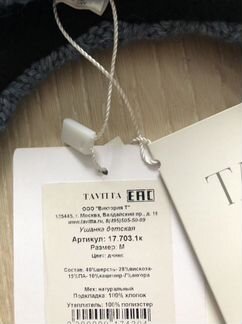 TAVITTA EAC
ООО "Виктория Т"
125445, г. Москва, Валдайский пр., д. 16
www.tavitta.ru, 8(495)505-50-09
Ушанка детская
Артикул: 17.703.1к
Размер: М
Цвет: джинс
Состав: 40%шерсть- 28%вискоза-
15%ПА-10%кашемир-7%ангора
Мех: натуральный
Подкладка: 100% хлопок
Утеплитель: 100% полиэстер